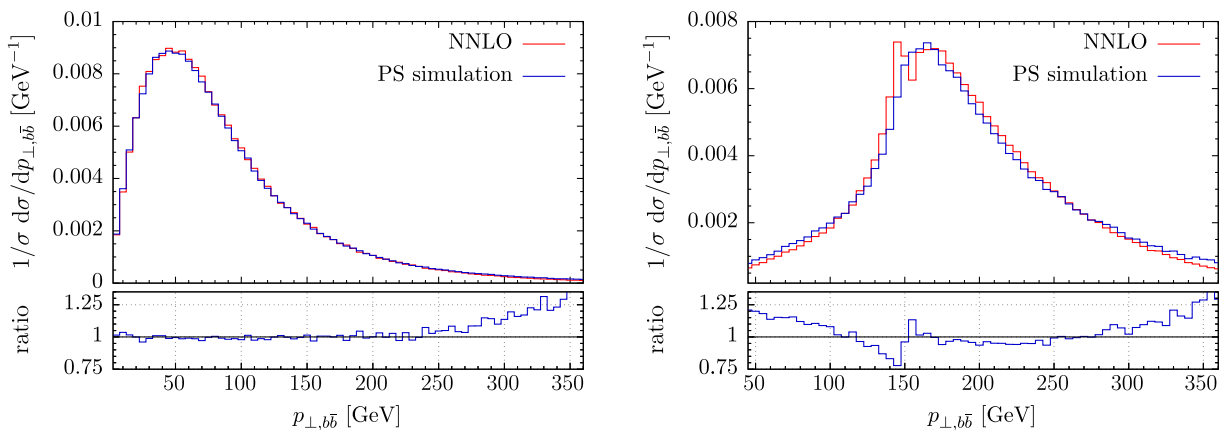 1/σ dσ/dp⊥,bb̄ [GeV⁻¹]
0.01
0.008
0.006
0.004
0.002
0
NNLO
PS simulation
ratio
1.25
1
0.75
50 100 150 200 250 300 350
p⊥,bb̄ [GeV]
1/σ dσ/dp⊥,bb̄ [GeV⁻¹]
0.008
0.006
0.004
0.002
NNLO
PS simulation
ratio
1.25
1
0.75
50 100 150 200 250 300 350
p⊥,bb̄ [GeV]